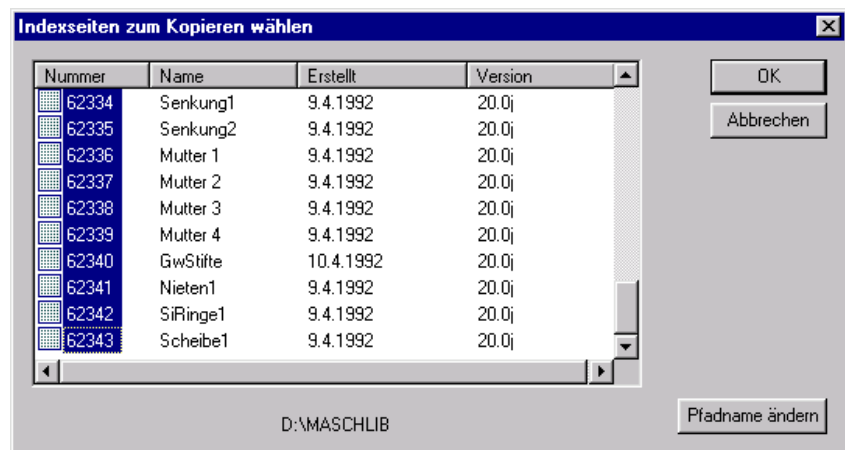 Indexseiten zum Kopieren wählen
Nummer Name Erstellt Version
62334 Senkung1 9.4.1992 20.0j
62335 Senkung2 9.4.1992 20.0j
62336 Mutter 1 9.4.1992 20.0j
62337 Mutter 2 9.4.1992 20.0j
62338 Mutter 3 9.4.1992 20.0j
62339 Mutter 4 9.4.1992 20.0j
62340 GwStifte 10.4.1992 20.0j
62341 Nieten1 9.4.1992 20.0j
62342 SiRinge1 9.4.1992 20.0j
62343 Scheibe1 9.4.1992 20.0j
OK
Abbrechen
D:\MASCHLIB
Pfadname ändern